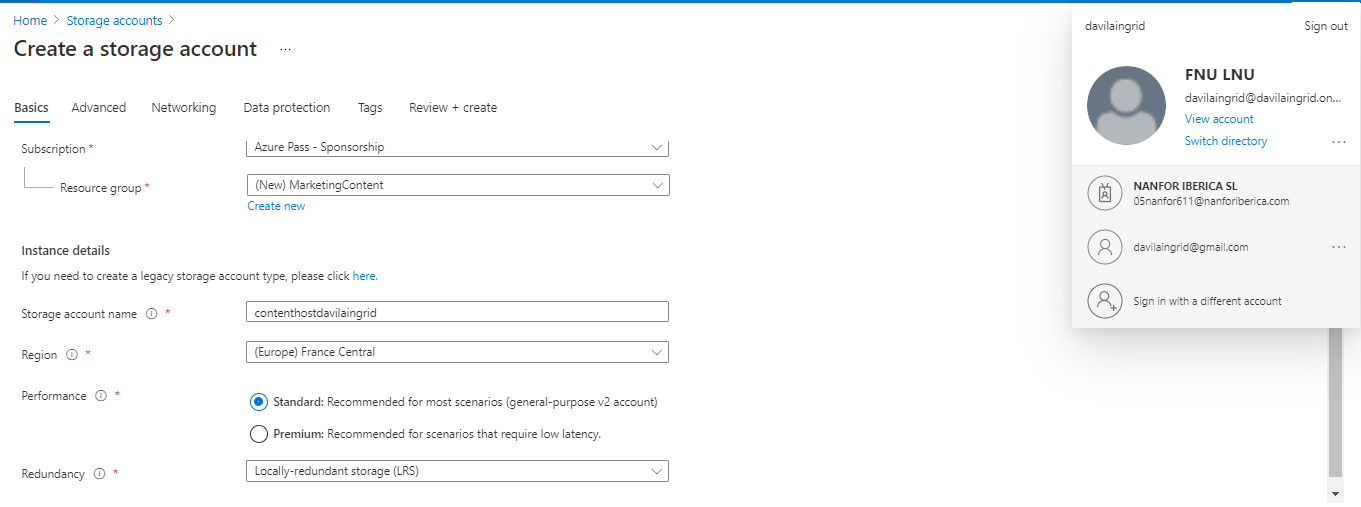 Home > Storage accounts >
Create a storage account ...
Basics Advanced Networking Data protection Tags Review + create
Subscription *
Azure Pass - Sponsorship
Resource group *
(New) MarketingContent
Create new
Instance details
If you need to create a legacy storage account type, please click here.
Storage account name *
contenthostdavilaingrid
Region *
(Europe) France Central
Performance *
Standard: Recommended for most scenarios (general-purpose v2 account)
Premium: Recommended for scenarios that require low latency.
Redundancy *
Locally-redundant storage (LRS)
davilaingrid
Sign out
FNU LNU
davilaingrid@davilaingrid.on...
View account
Switch directory
...
NANFOR IBERICA SL
05nanfor611@nanforiberica.com
davilaingrid@gmail.com
...
Sign in with a different account